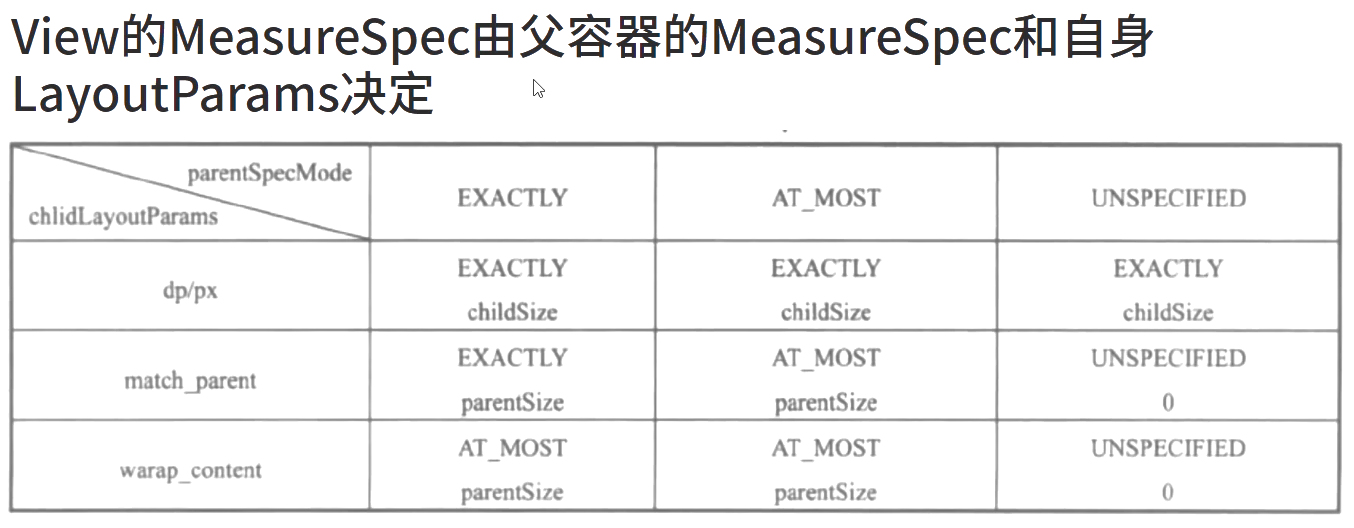 View的MeasureSpec由父容器的MeasureSpec和自身
LayoutParams决定
parentSpecMode
chlidLayoutParams
EXACTLY
AT_MOST
UNSPECIFIED
dp/px
EXACTLY
childSize
EXACTLY
childSize
EXACTLY
childSize
match_parent
EXACTLY
parentSize
AT_MOST
parentSize
UNSPECIFIED
0
warap_content
AT_MOST
parentSize
AT_MOST
parentSize
UNSPECIFIED
0